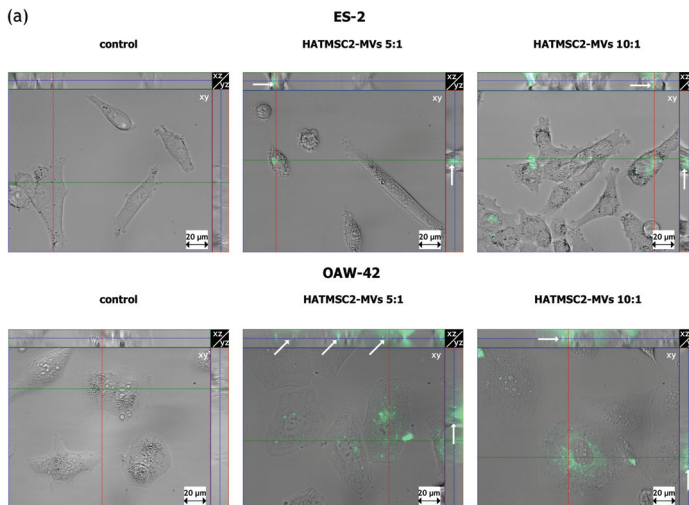 (a)
ES-2
control
HATMSC2-MVs 5:1
HATMSC2-MVs 10:1
xz
yz
xy
20 µm
xz
yz
xy
20 µm
xz
yz
xy
20 µm
OAW-42
control
HATMSC2-MVs 5:1
HATMSC2-MVs 10:1
xz
yz
xy
20 µm
xz
yz
xy
20 µm
xz
yz
xy
20 µm